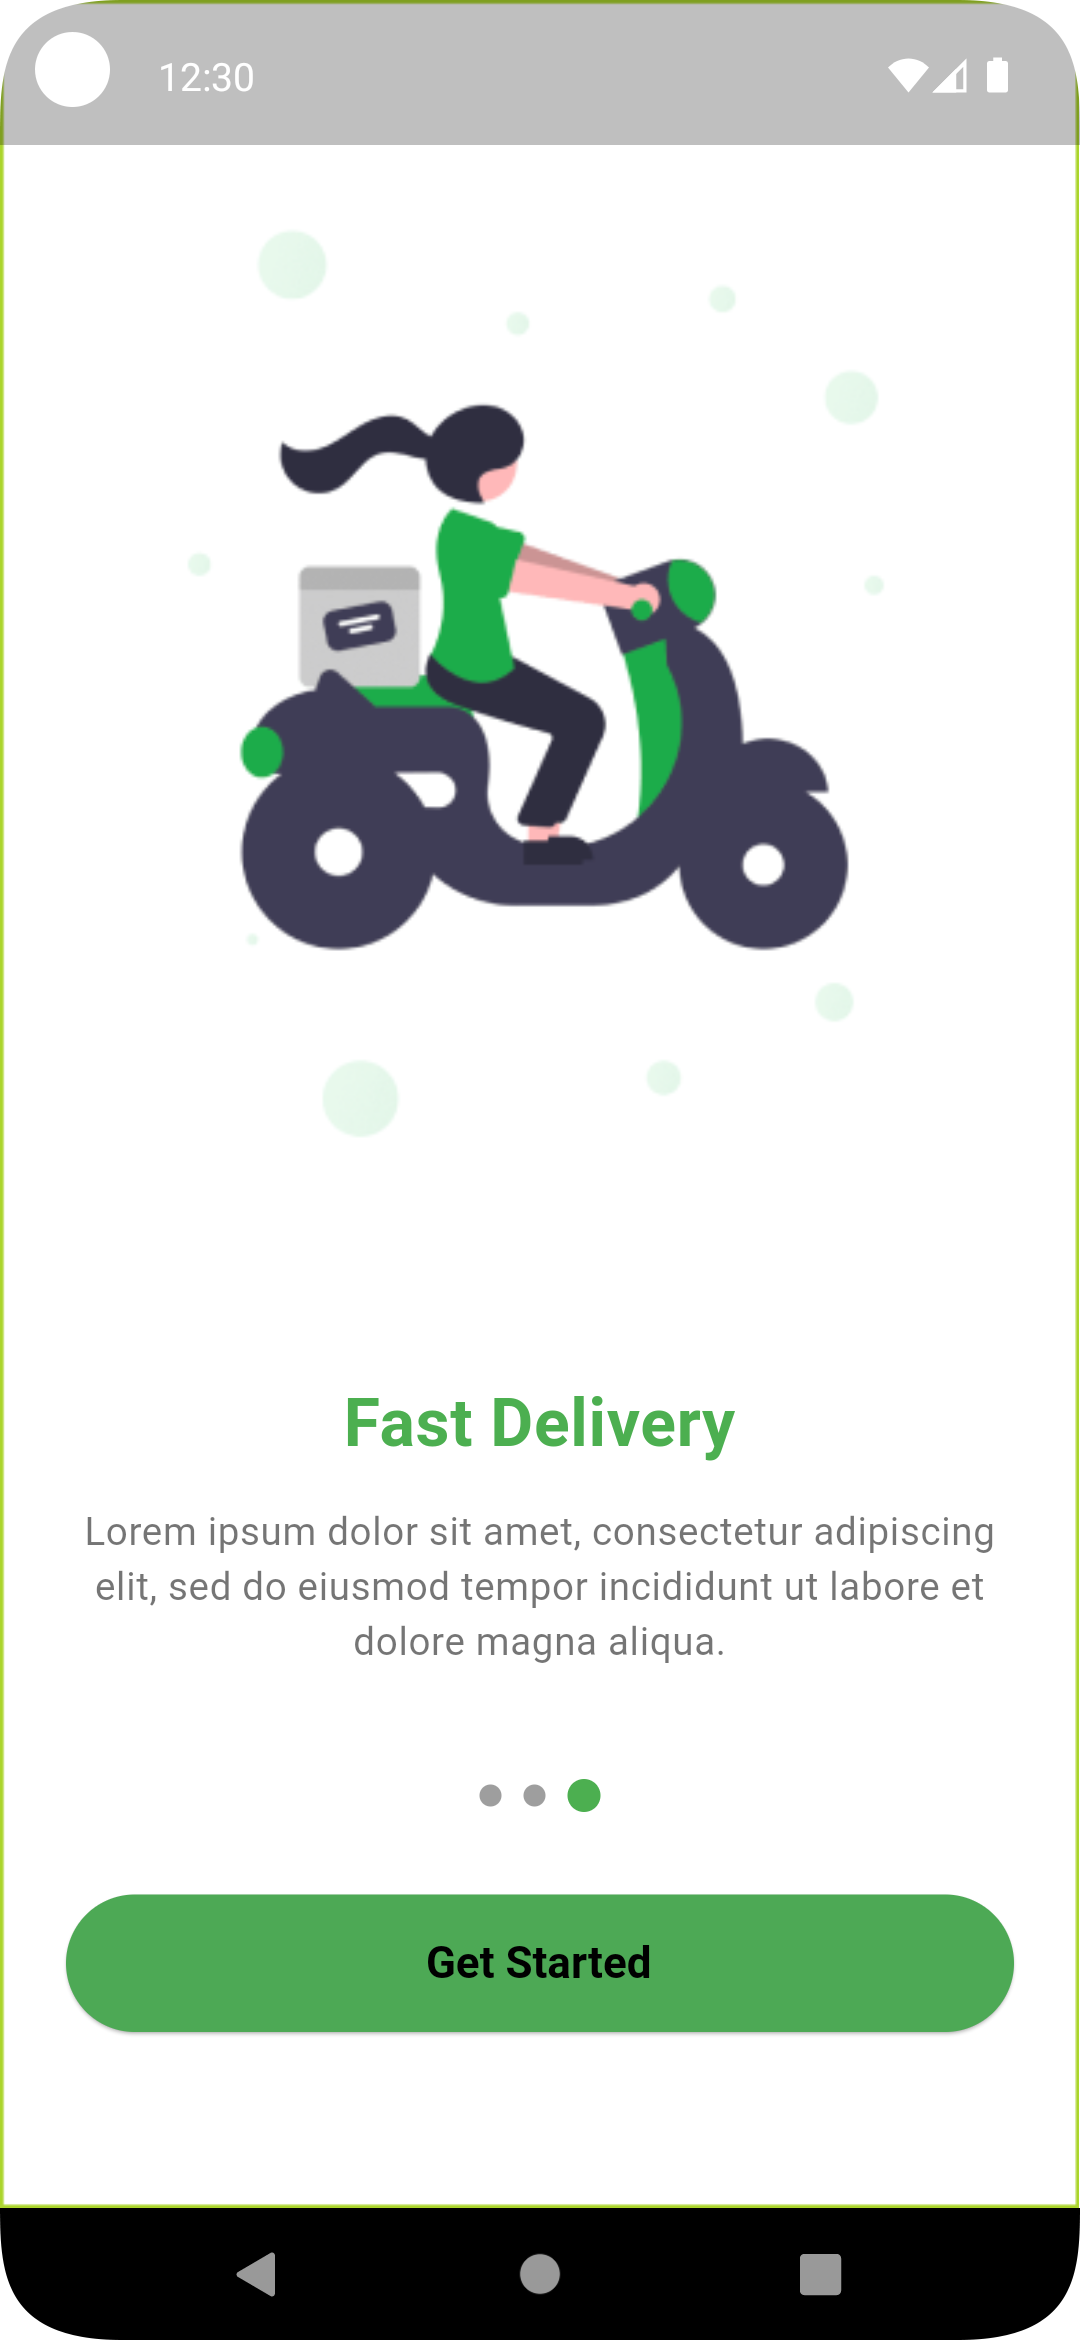 12:30
Fast Delivery
Lorem ipsum dolor sit amet, consectetur adipiscing
elit, sed do eiusmod tempor incididunt ut labore et
dolore magna aliqua.
Get Started